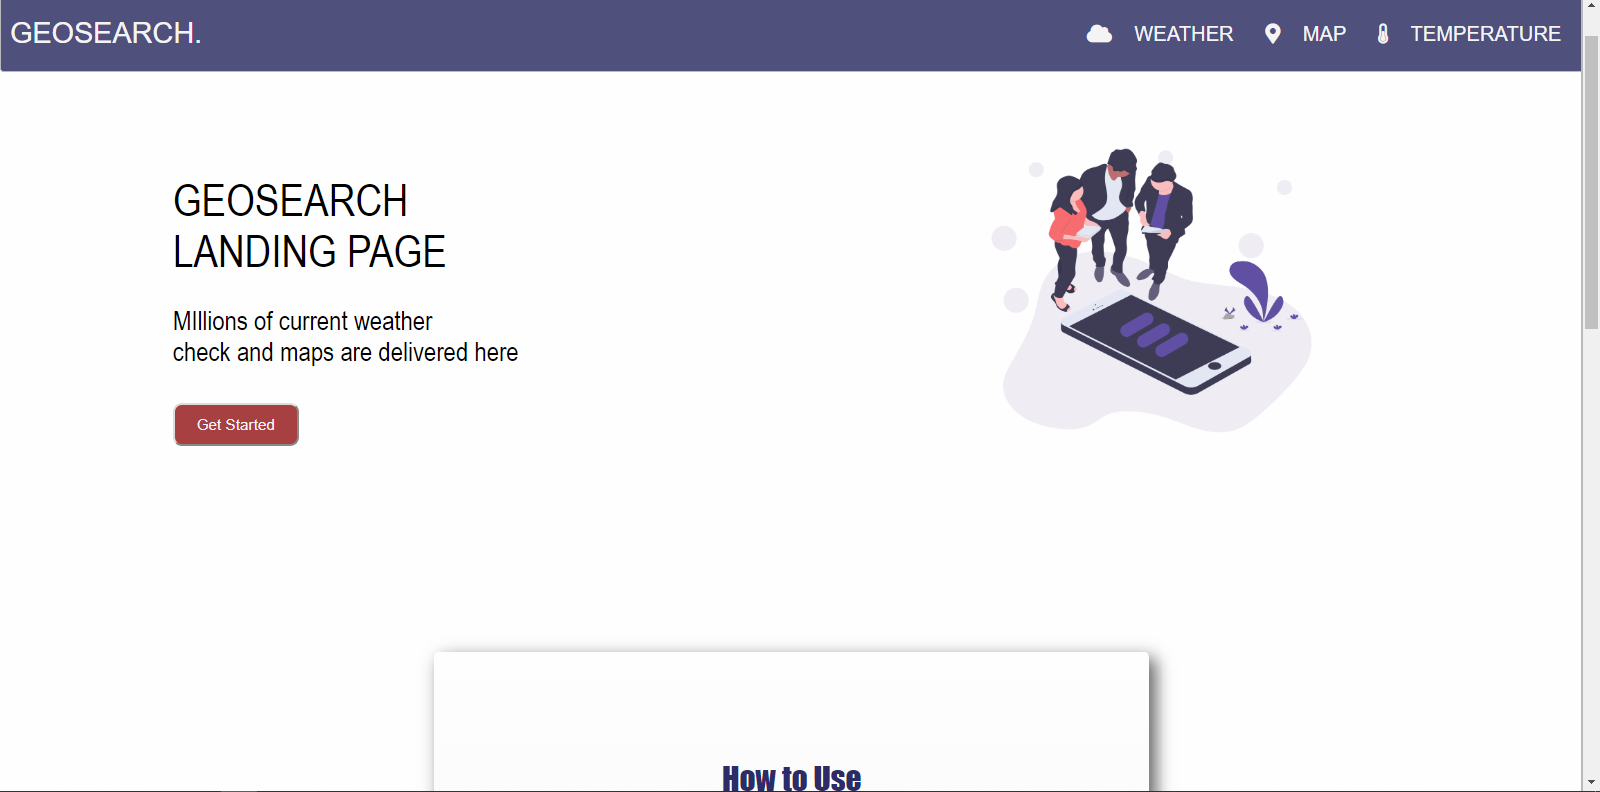 GEOSEARCH.
WEATHER
MAP
TEMPERATURE
GEOSEARCH
LANDING PAGE
MIllions of current weather
check and maps are delivered here
Get Started
How to Use